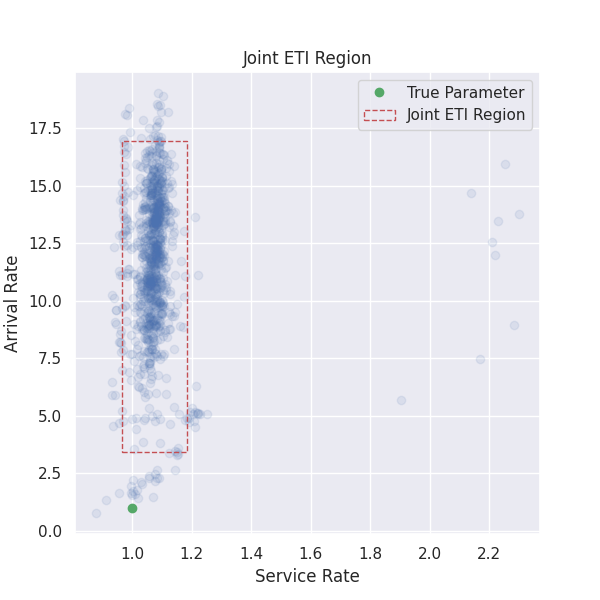 Joint ETI Region
True Parameter
Joint ETI Region
17.5
15.0
12.5
10.0
7.5
5.0
2.5
0.0
Arrival Rate
1.0 1.2 1.4 1.6 1.8 2.0 2.2
Service Rate